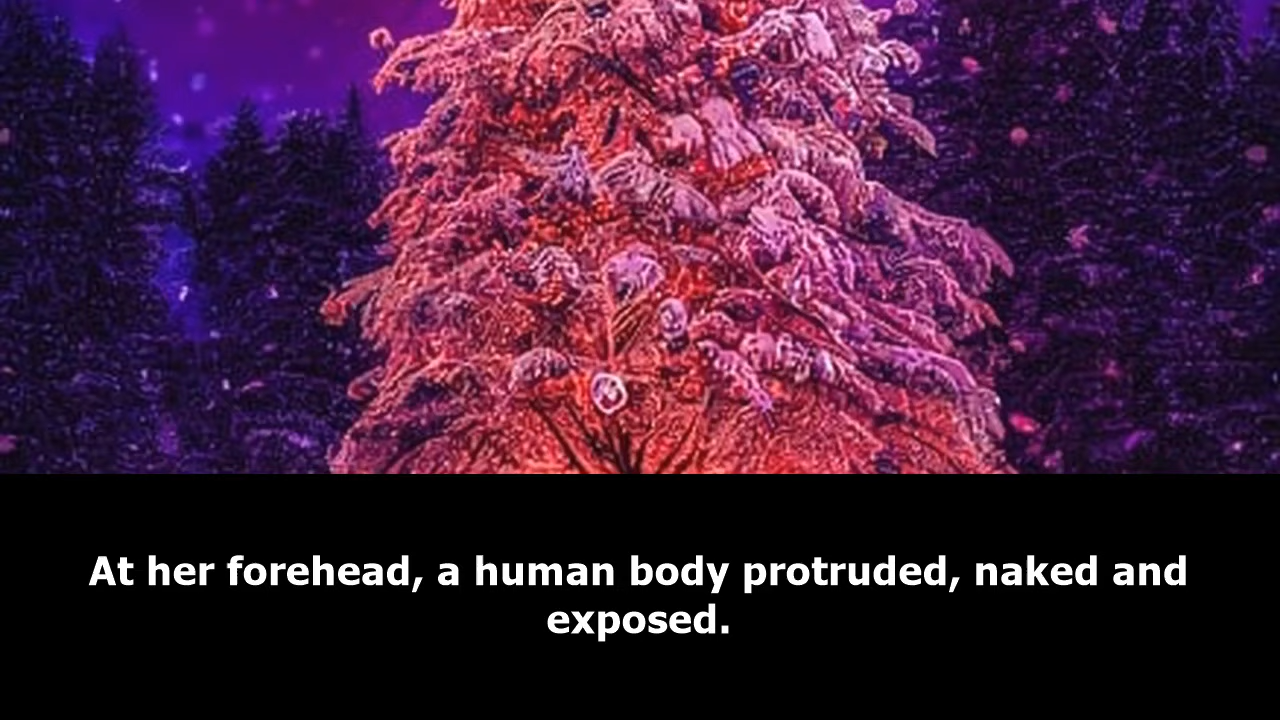 At her forehead, a human body protruded, naked and
exposed.